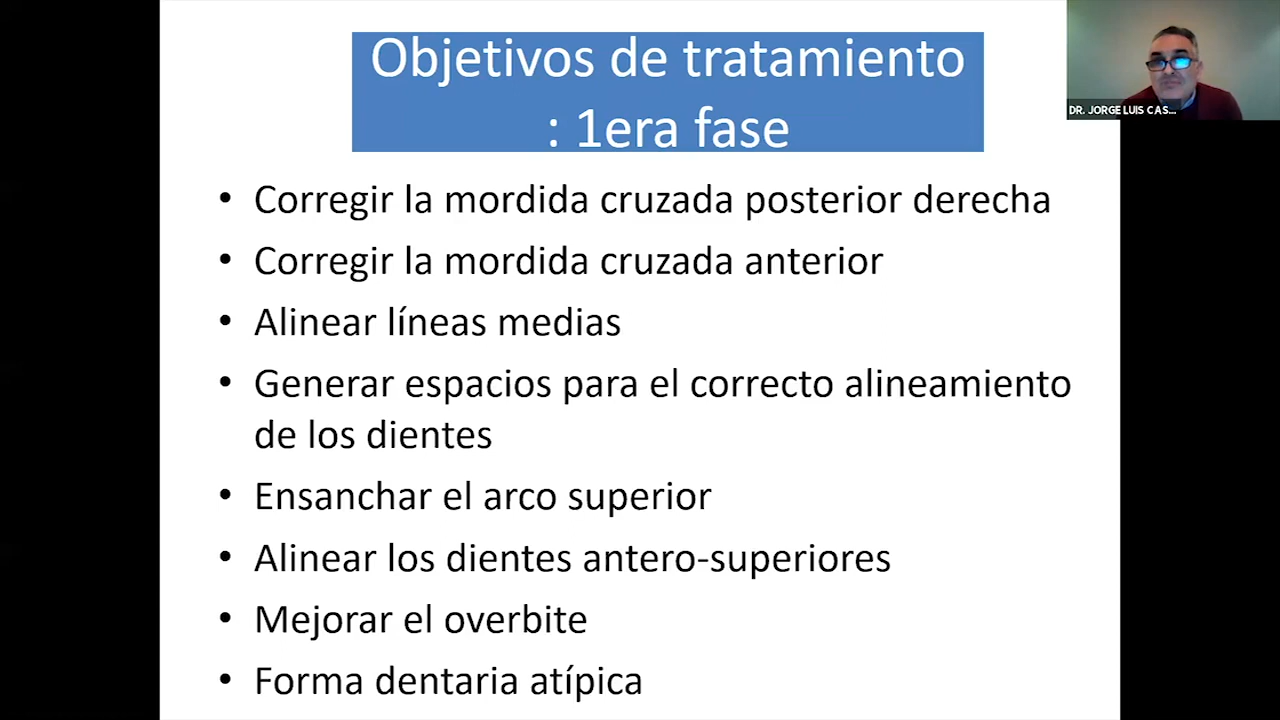 Objetivos de tratamiento
: 1era fase
DR. JORGE LUIS CAS...
• Corregir la mordida cruzada posterior derecha
• Corregir la mordida cruzada anterior
• Alinear líneas medias
• Generar espacios para el correcto alineamiento
de los dientes
• Ensanchar el arco superior
• Alinear los dientes antero-superiores
• Mejorar el overbite
• Forma dentaria atípica